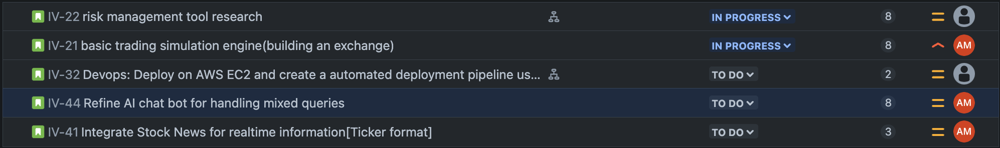 IV-22 risk management tool research IN PROGRESS 8
IV-21 basic trading simulation engine(building an exchange) IN PROGRESS 8 AM
IV-32 Devops: Deploy on AWS EC2 and create a automated deployment pipeline us... TO DO 2
IV-44 Refine AI chat bot for handling mixed queries TO DO 8 AM
IV-41 Integrate Stock News for realtime information[Ticker format] TO DO 3 AM